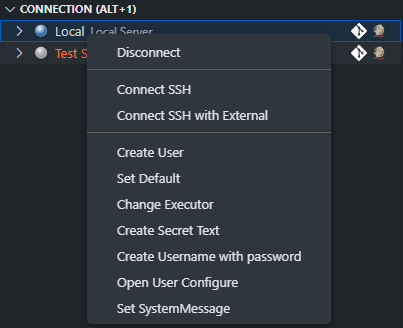 CONNECTION (ALT+1)
Local Local Server
Test S
Disconnect
Connect SSH
Connect SSH with External
Create User
Set Default
Change Executor
Create Secret Text
Create Username with password
Open User Configure
Set SystemMessage